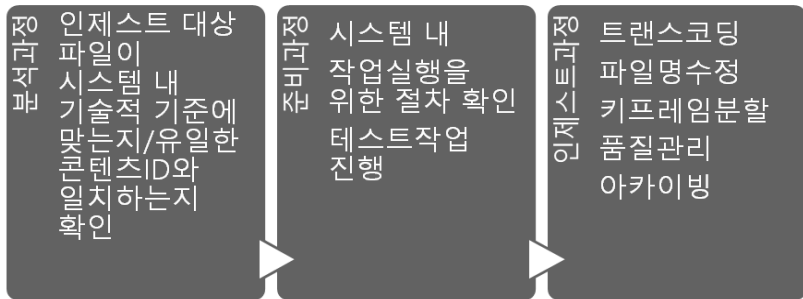 분석과정
인제스트 대상
파일이
시스템 내
기술적 기준에
맞는지/유일한
콘텐츠ID와
일치하는지
확인
준비과정
시스템 내
작업실행을
위한 절차 확인
테스트작업
진행
인제스트과정
트랜스코딩
파일명수정
키프레임분할
품질관리
아카이빙